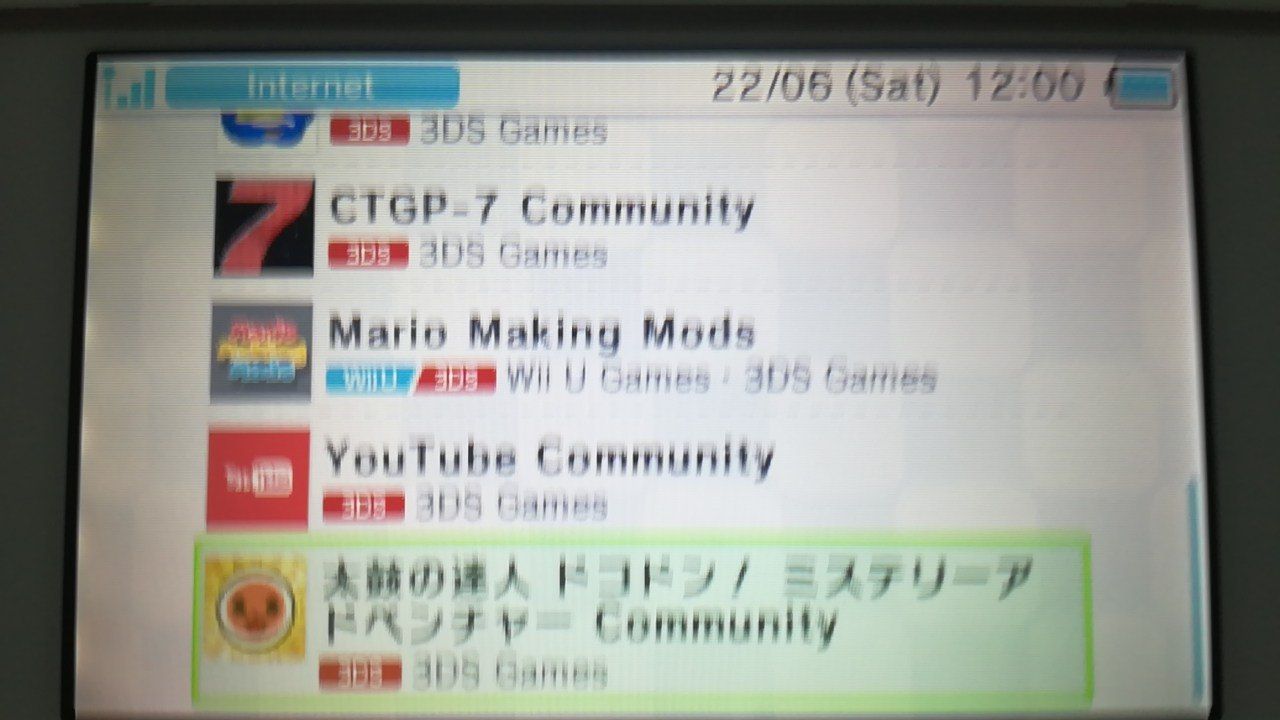 Internet 22/06 (Sat) 12:00
3DS 3DS Games
7 CTGP-7 Community
3DS 3DS Games
Mario Making Mods
Wii U 3DS Wii U Games · 3DS Games
YouTube Community
3DS 3DS Games
太鼓の達人 ドコドン! ミステリーア
ドベンチャー Community
3DS 3DS Games